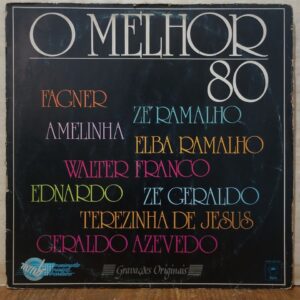 O MELHOR
80
FAGNER
ZÉ RAMALHO
AMELINHA
ELBA RAMALHO
WALTER FRANCO
EDNARDO
ZÉ GERALDO
TEREZINHA DE JESUS
GERALDO AZEVEDO
Gravações Originais